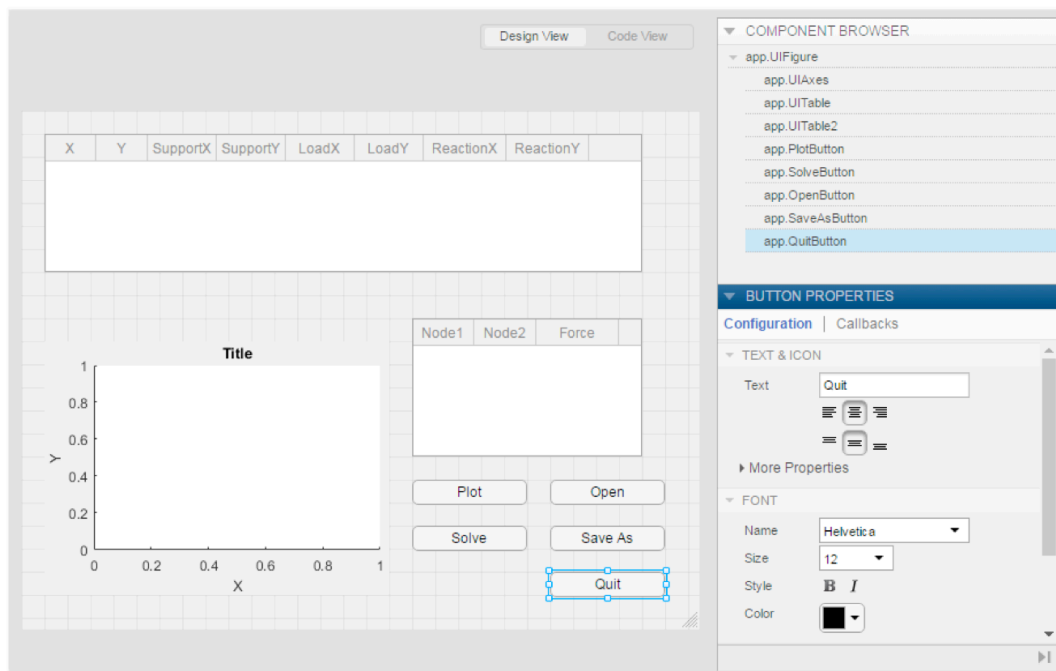 Design View Code View
X Y SupportX SupportY LoadX LoadY ReactionX ReactionY
Node1 Node2 Force
Title
1
0.8
0.6
0.4
0.2
0
Y
0 0.2 0.4 0.6 0.8 1
X
Plot Open
Solve Save As
Quit
COMPONENT BROWSER
app.UIFigure
app.UIAxes
app.UITable
app.UITable2
app.PlotButton
app.SolveButton
app.OpenButton
app.SaveAsButton
app.QuitButton
BUTTON PROPERTIES
Configuration | Callbacks
TEXT & ICON
Text Quit
More Properties
FONT
Name Helvetica
Size 12
Style B I
Color